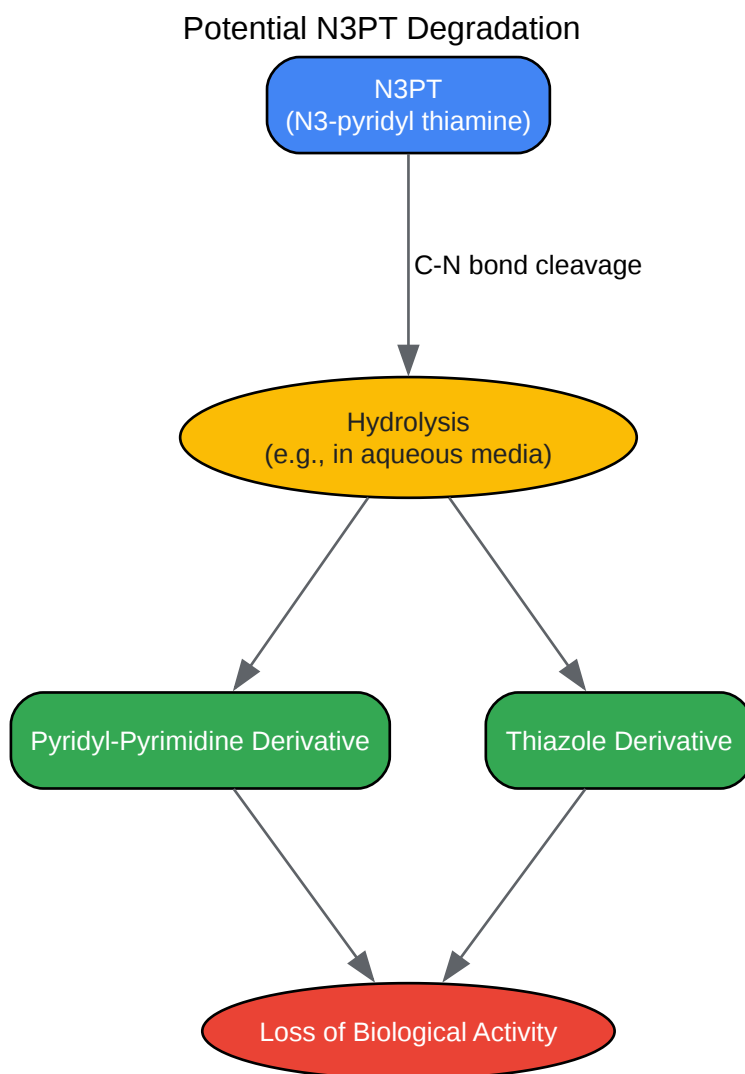 Potential N3PT Degradation
N3PT
(N3-pyridyl thiamine)
C-N bond cleavage
Hydrolysis
(e.g., in aqueous media)
Pyridyl-Pyrimidine Derivative
Thiazole Derivative
Loss of Biological Activity